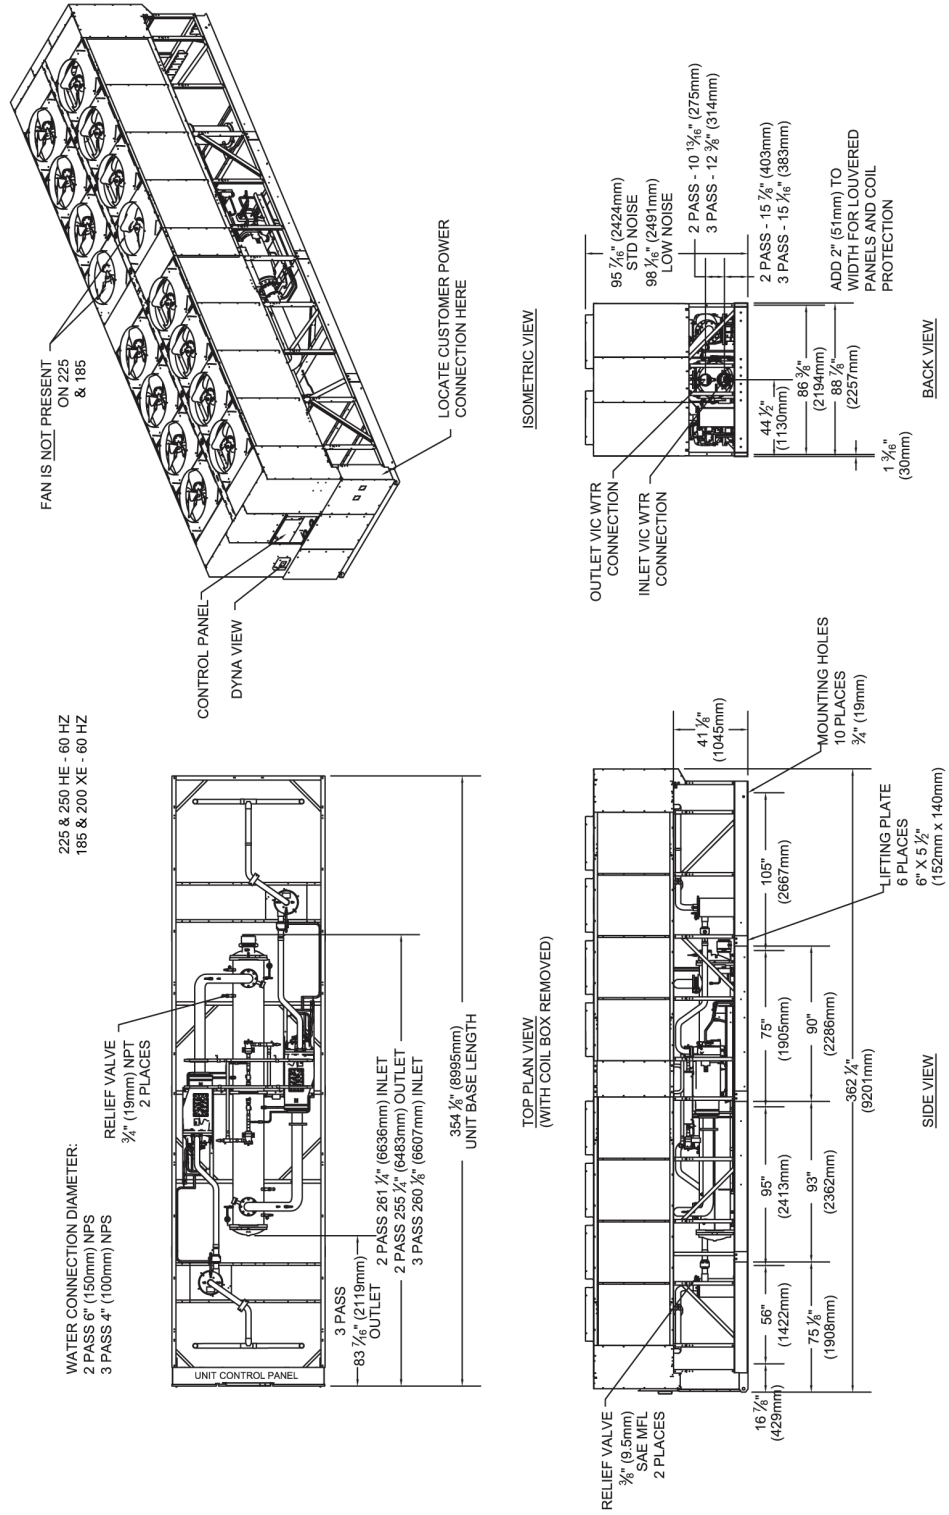 225 & 250 HE - 60 HZ
185 & 200 XE - 60 HZ
WATER CONNECTION DIAMETER:
2 PASS 6" (150mm) NPS
3 PASS 4" (100mm) NPS
RELIEF VALVE
¾" (19mm) NPT
2 PLACES
UNIT CONTROL PANEL
3 PASS
83 7/16" (2119mm)
OUTLET
2 PASS 261 ¼" (6636mm) INLET
2 PASS 255 ¼" (6483mm) OUTLET
3 PASS 260 ⅛" (6607mm) INLET
354 ⅛" (8995mm)
UNIT BASE LENGTH
TOP PLAN VIEW
(WITH COIL BOX REMOVED)
FAN IS NOT PRESENT
ON 225
& 185
CONTROL PANEL
DYNA VIEW
LOCATE CUSTOMER POWER
CONNECTION HERE
ISOMETRIC VIEW
RELIEF VALVE
⅜" (9.5mm)
SAE MFL
2 PLACES
41 ⅛"
(1045mm)
16 ⅞"
(429mm)
56"
(1422mm)
95"
(2413mm)
75"
(1905mm)
105"
(2667mm)
75 ⅛"
(1908mm)
93"
(2362mm)
90"
(2286mm)
362 ¼"
(9201mm)
MOUNTING HOLES
10 PLACES
¾" (19mm)
LIFTING PLATE
6 PLACES
6" X 5 ½"
(152mm x 140mm)
SIDE VIEW
OUTLET VIC WTR
CONNECTION
INLET VIC WTR
CONNECTION
95 7/16" (2424mm)
STD NOISE
98 1/16" (2491mm)
LOW NOISE
2 PASS - 10 13/16" (275mm)
3 PASS - 12 ⅜" (314mm)
2 PASS - 15 ⅞" (403mm)
3 PASS - 15 1/16" (383mm)
44 ½"
(1130mm)
86 ⅜"
(2194mm)
88 ⅞"
(2257mm)
1 3/16"
(30mm)
ADD 2" (51mm) TO
WIDTH FOR LOUVERED
PANELS AND COIL
PROTECTION
BACK VIEW